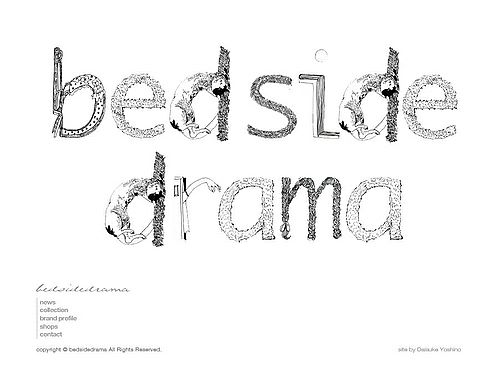 bedside
drama
bedsidedrama
news
collection
brand profile
shops
contact
copyright © bedsidedrama All Rights Reserved.
site by Daisuke Yoshino